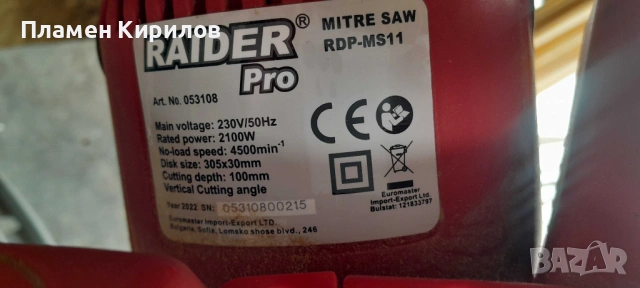 Пламен Кирилов
RAIDER®
Pro
MITRE SAW
RDP-MS11
Art. No. 053108
Main voltage: 230V/50Hz
Rated power: 2100W
No-load speed: 4500min⁻¹
Disk size: 305x30mm
Cutting depth: 100mm
Vertical Cutting angle
Year 2022. SN: 05310800215
Euromaster Import-Export LTD.
Bulgaria, Sofia, Lomsko shose blvd., 246
CE
Euromaster
Import-Export Ltd.
Bulstat: 121833797
BAZAR